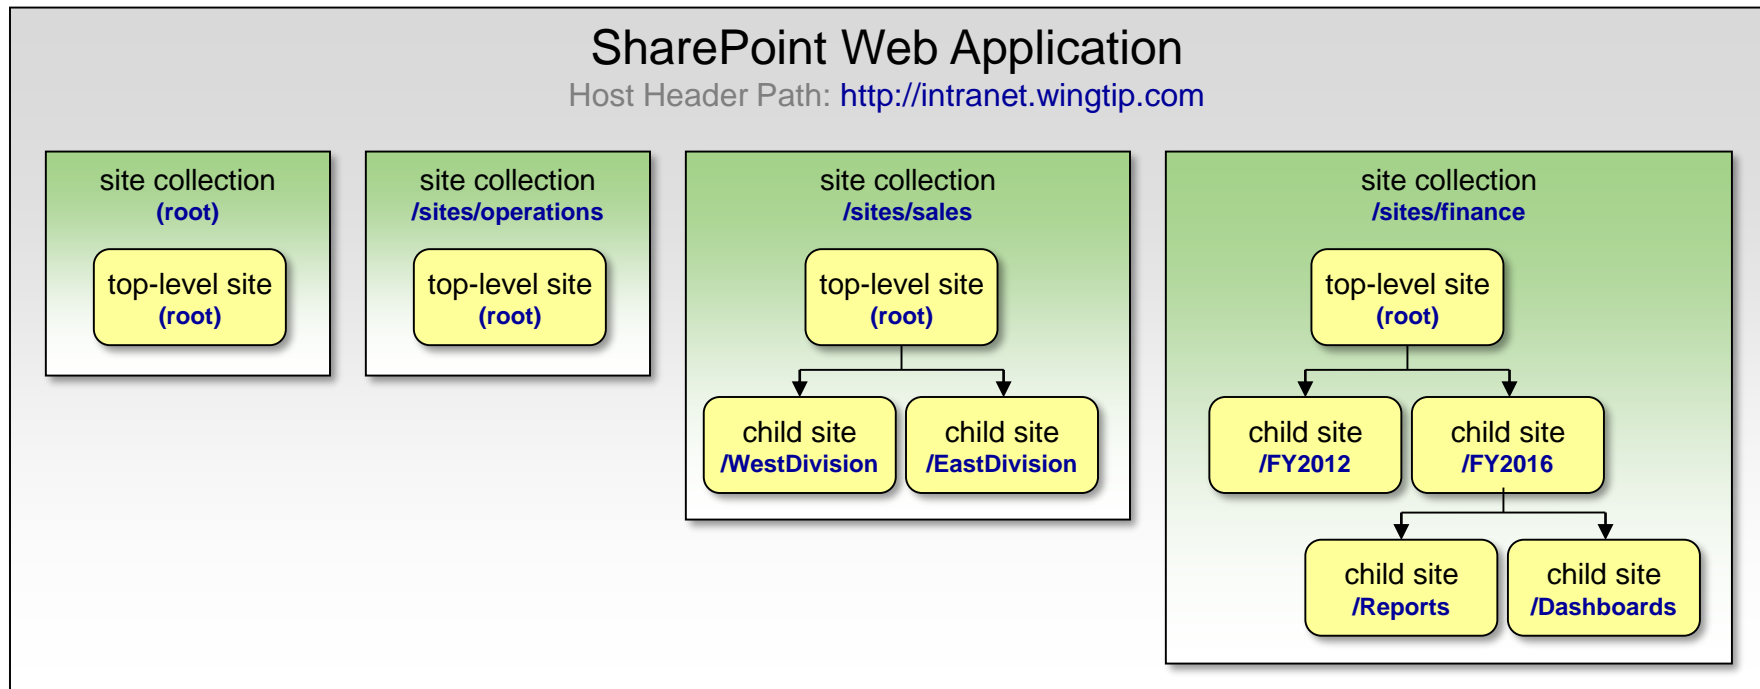 SharePoint Web Application
Host Header Path: http://intranet.wingtip.com
site collection
(root)
top-level site
(root)
site collection
/sites/operations
top-level site
(root)
site collection
/sites/sales
top-level site
(root)
child site
/WestDivision
child site
/EastDivision
site collection
/sites/finance
top-level site
(root)
child site
/FY2012
child site
/FY2016
child site
/Reports
child site
/Dashboards